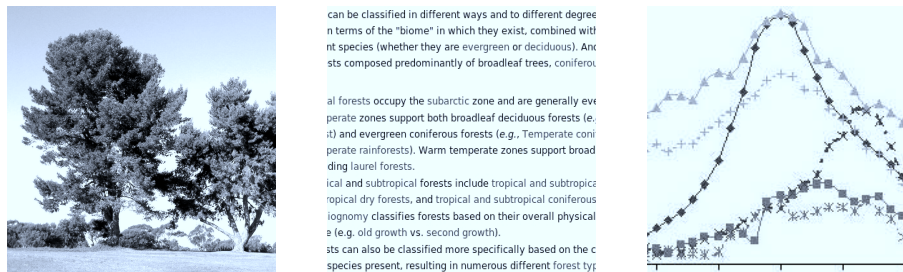 can be classified in different ways and to different degree
n terms of the "biome" in which they exist, combined with
nt species (whether they are evergreen or deciduous). And
sts composed predominantly of broadleaf trees, coniferou
al forests occupy the subarctic zone and are generally eve
perate zones support both broadleaf deciduous forests (e.
st) and evergreen coniferous forests (e.g., Temperate coni
perate rainforests). Warm temperate zones support broad
ding laurel forests.
ical and subtropical forests include tropical and subtropica
ropical dry forests, and tropical and subtropical coniferous
iognomy classifies forests based on their overall physical
e (e.g. old growth vs. second growth).
sts can also be classified more specifically based on the c
species present, resulting in numerous different forest typ